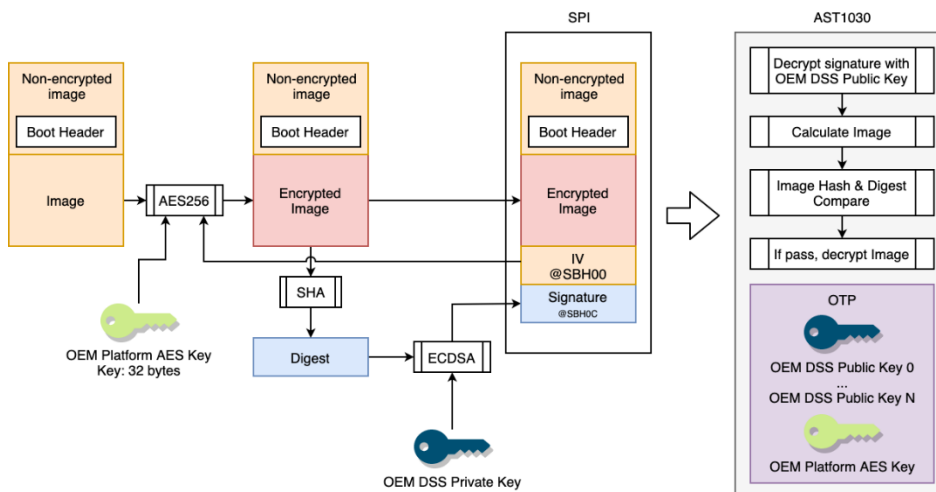 SPI
AST1030
Non-encrypted
image
Boot Header
Image
AES256
OEM Platform AES Key
Key: 32 bytes
Non-encrypted
image
Boot Header
Encrypted
Image
SHA
Digest
ECDSA
OEM DSS Private Key
Non-encrypted
image
Boot Header
Encrypted
Image
IV
@SBH00
Signature
@SBH0C
Decrypt signature with
OEM DSS Public Key
Calculate Image
Image Hash & Digest
Compare
If pass, decrypt Image
OTP
OEM DSS Public Key 0
...
OEM DSS Public Key N
OEM Platform AES Key